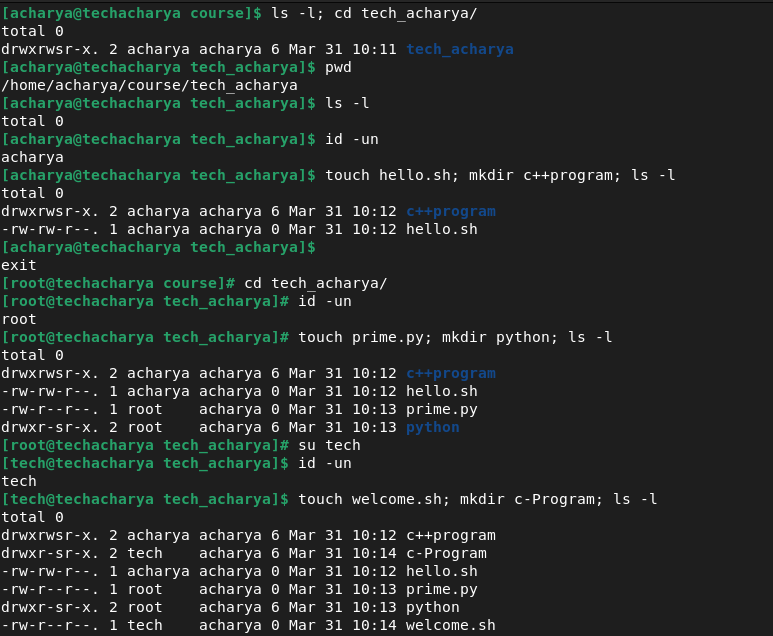 [acharya@techacharya course]$ ls -l; cd tech_acharya/
total 0
drwxrwsr-x. 2 acharya acharya 6 Mar 31 10:11 tech_acharya
[acharya@techacharya tech_acharya]$ pwd
/home/acharya/course/tech_acharya
[acharya@techacharya tech_acharya]$ ls -l
total 0
[acharya@techacharya tech_acharya]$ id -un
acharya
[acharya@techacharya tech_acharya]$ touch hello.sh; mkdir c++program; ls -l
total 0
drwxrwsr-x. 2 acharya acharya 6 Mar 31 10:12 c++program
-rw-rw-r--. 1 acharya acharya 0 Mar 31 10:12 hello.sh
[acharya@techacharya tech_acharya]$
exit
[root@techacharya course]# cd tech_acharya/
[root@techacharya tech_acharya]# id -un
root
[root@techacharya tech_acharya]# touch prime.py; mkdir python; ls -l
total 0
drwxrwsr-x. 2 acharya acharya 6 Mar 31 10:12 c++program
-rw-rw-r--. 1 acharya acharya 0 Mar 31 10:12 hello.sh
-rw-r--r--. 1 root    acharya 0 Mar 31 10:13 prime.py
drwxr-sr-x. 2 root    acharya 6 Mar 31 10:13 python
[root@techacharya tech_acharya]# su tech
[tech@techacharya tech_acharya]$ id -un
tech
[tech@techacharya tech_acharya]$ touch welcome.sh; mkdir c-Program; ls -l
total 0
drwxrwsr-x. 2 acharya acharya 6 Mar 31 10:12 c++program
drwxr-sr-x. 2 tech    acharya 6 Mar 31 10:14 c-Program
-rw-rw-r--. 1 acharya acharya 0 Mar 31 10:12 hello.sh
-rw-r--r--. 1 root    acharya 0 Mar 31 10:13 prime.py
drwxr-sr-x. 2 root    acharya 6 Mar 31 10:13 python
-rw-r--r--. 1 tech    acharya 0 Mar 31 10:14 welcome.sh